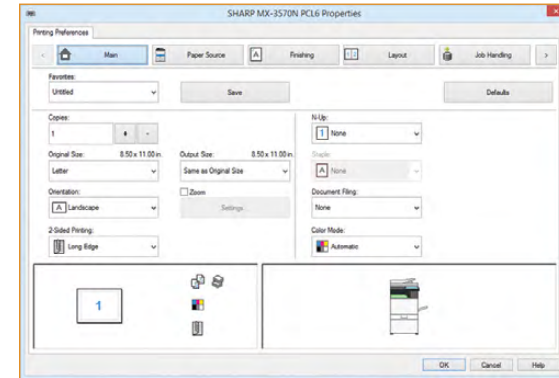 SHARP MX-3570N PCL6 Properties
Printing Preferences
Main
Paper Source
A
Finishing
1 2
Layout
Job Handling
Favorites:
Untitled
Save
Defaults
Copies:
1
Original Size: 8.50 x 11.00 in.
Letter
Output Size: 8.50 x 11.00 in.
Same as Original Size
Orientation:
A Landscape
Zoom
Settings
2-Sided Printing:
Long Edge
N-Up:
1 None
Staple:
A None
Document Filing:
None
Color Mode:
Automatic
1
OK Cancel Help